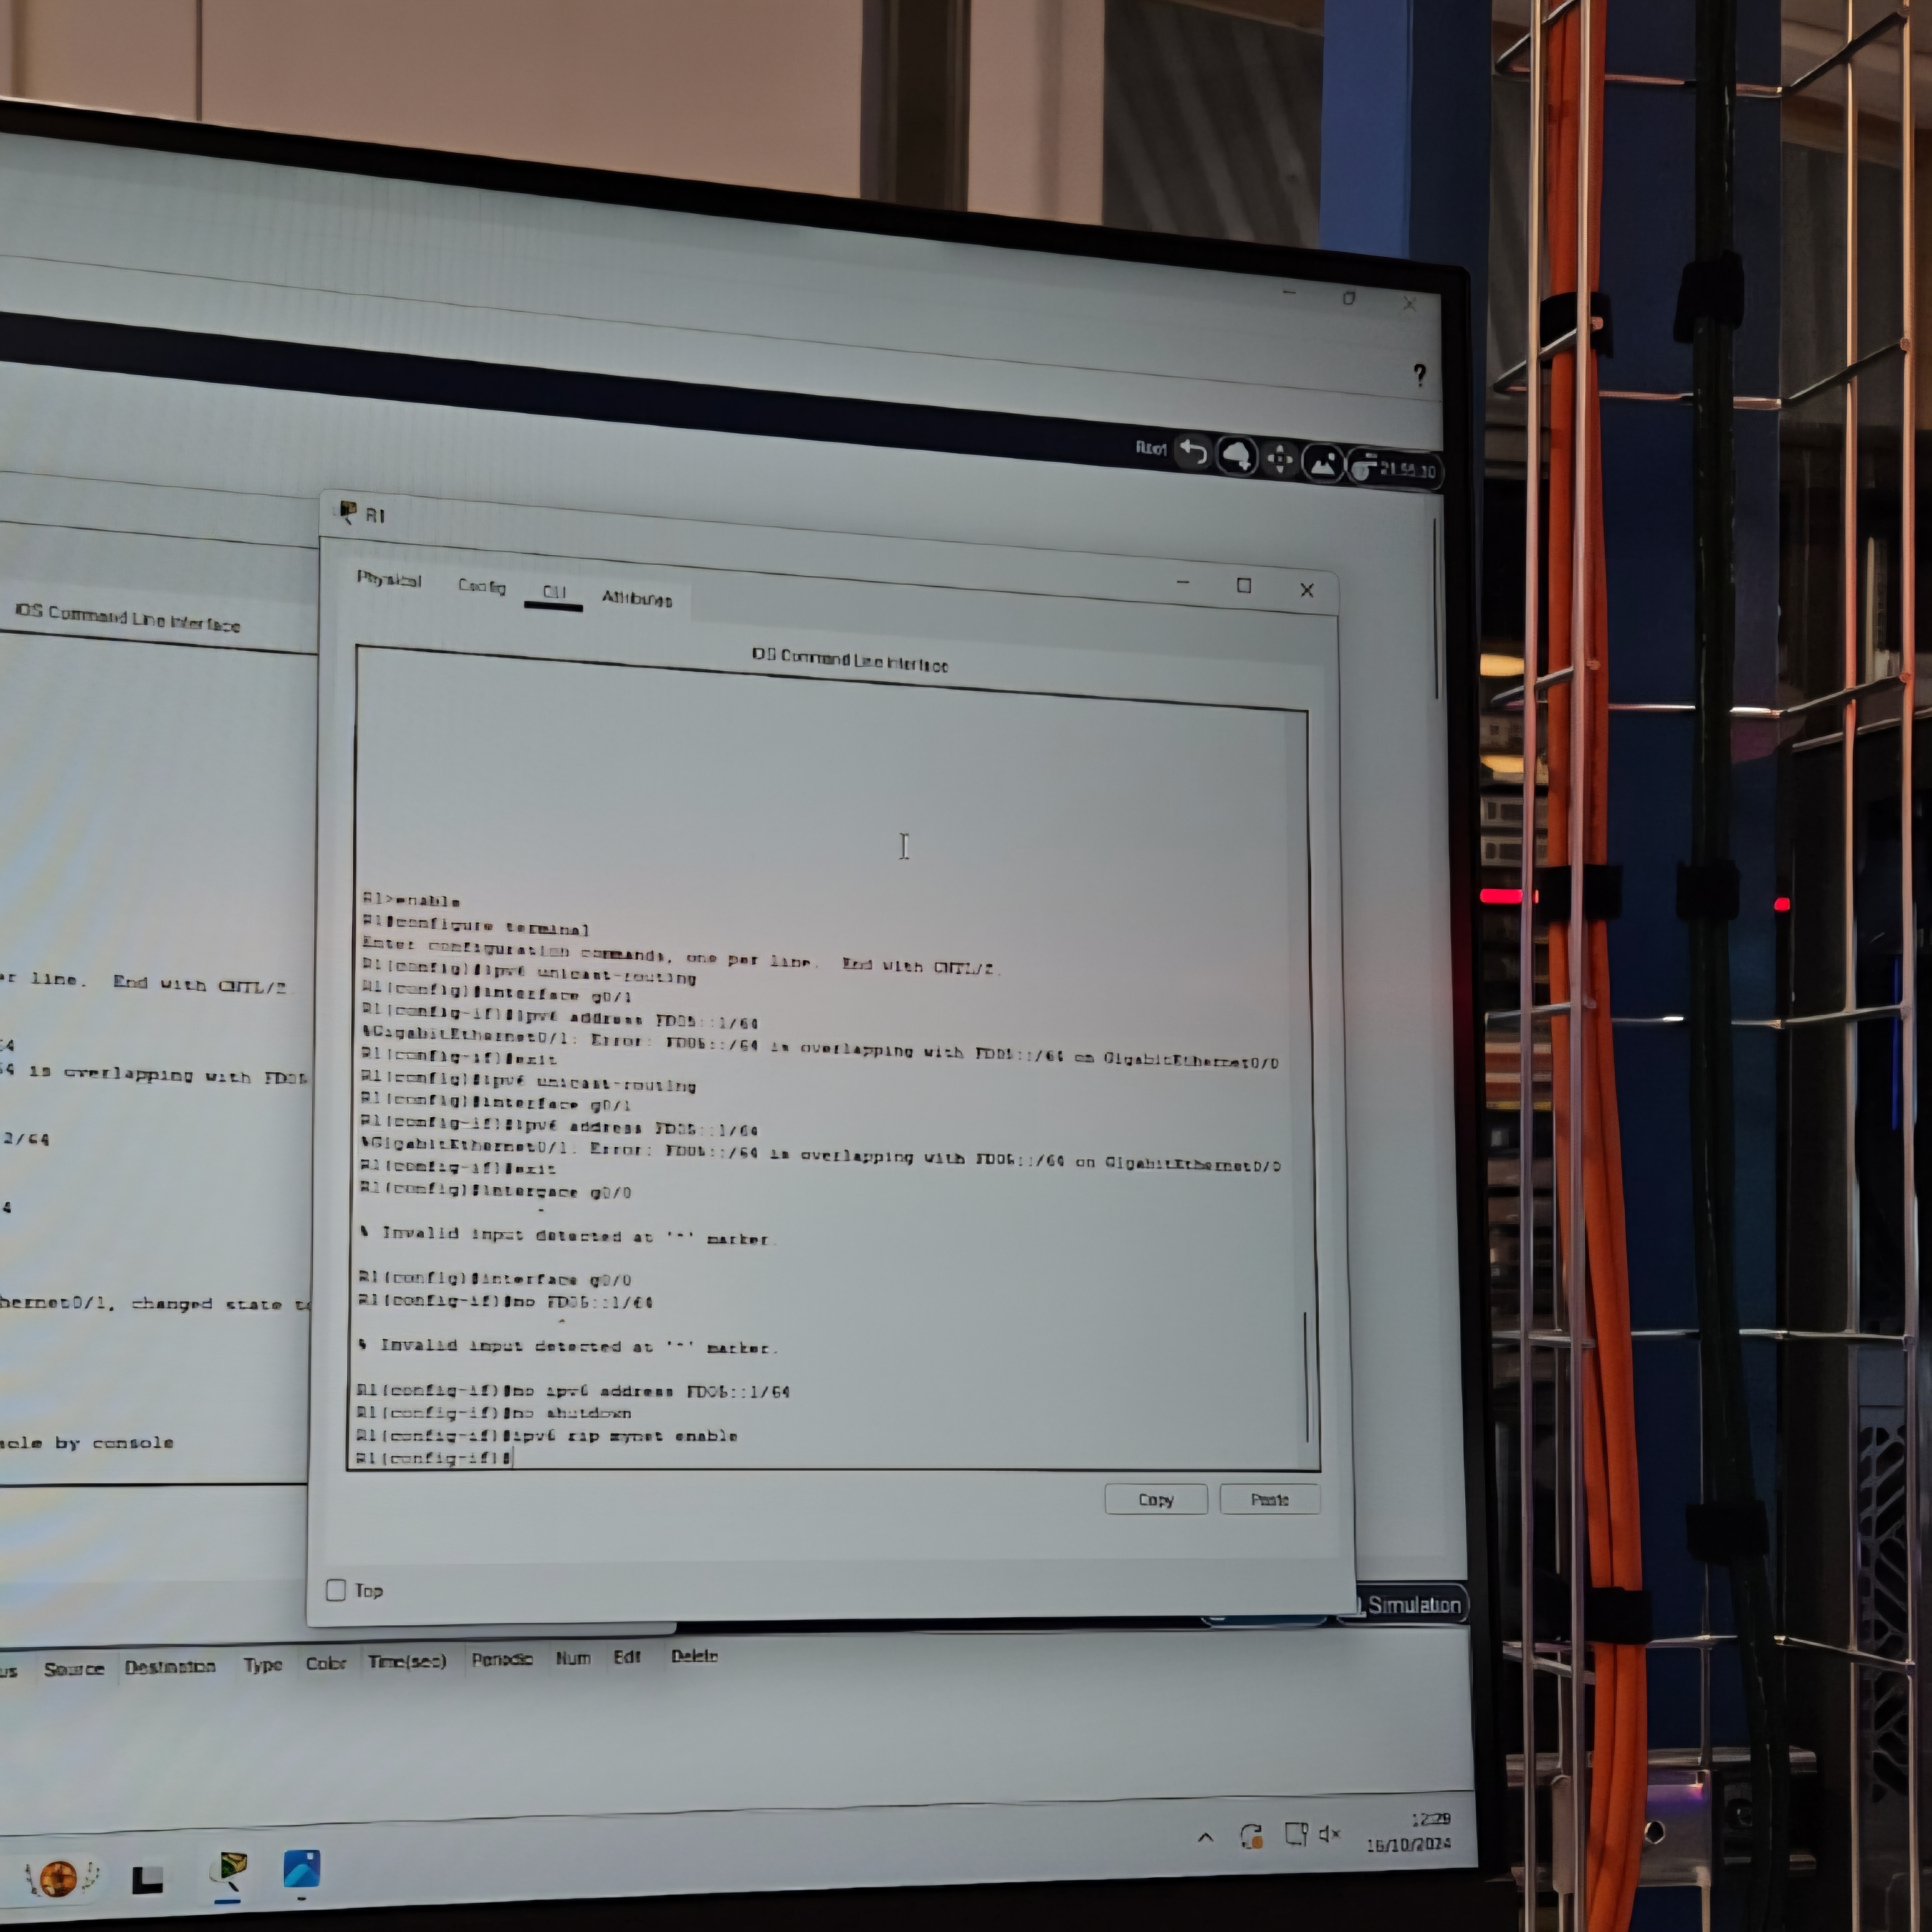 ?
Root
21:55:30
R1
Physical
Config
CLI
Attributes
IOS Command Line Interface
IOS Command Line Interface
R1>enable
R1#configure terminal
Enter configuration commands, one per line. End with CNTL/Z.
R1(config)#ipv6 unicast-routing
R1(config)#interface g0/1
R1(config-if)#ipv6 address FD05::1/64
%GigabitEthernet0/1: Error: FD05::/64 is overlapping with FD05::/64 on GigabitEthernet0/0
R1(config-if)#exit
R1(config)#ipv6 unicast-routing
R1(config)#interface g0/1
R1(config-if)#ipv6 address FD05::1/64
%GigabitEthernet0/1: Error: FD05::/64 is overlapping with FD05::/64 on GigabitEthernet0/0
R1(config-if)#exit
R1(config)#intergace g0/0
^
% Invalid input detected at '^' marker.
R1(config)#interface g0/0
R1(config-if)#no FD05::1/64
^
% Invalid input detected at '^' marker.
R1(config-if)#no ipv6 address FD05::1/64
R1(config-if)#no shutdown
R1(config-if)#ipv6 rip mynet enable
R1(config-if)#
er line. End with CNTL/Z.
64
64 is overlapping with FD05
2/64
4
hernet0/1, changed state to
by console
Copy
Paste
Top
Simulation
Source
Destination
Type
Color
Time(sec)
Periodic
Num
Edit
Delete
12:28
16/10/2024